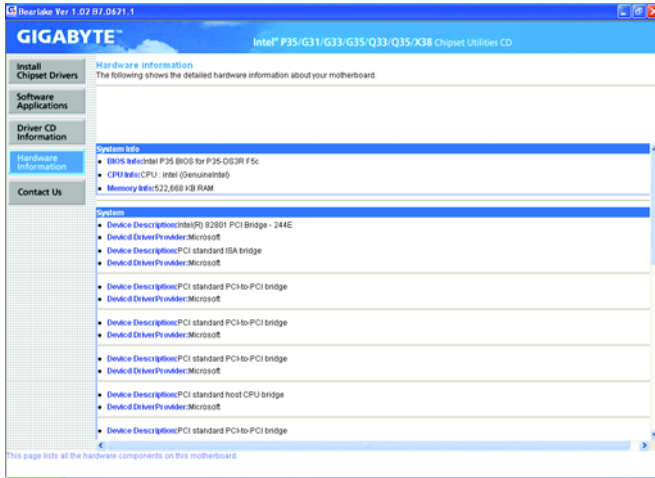 Bearlake Ver 1.02 B7.0621.1
GIGABYTE™
Intel® P35/G31/G33/G35/Q33/Q35/X38 Chipset Utilities CD
Install
Chipset Drivers
Software
Applications
Driver CD
Information
Hardware
Information
Contact Us
Hardware information
The following shows the detailed hardware information about your motherboard.
System Info
BIOS Info:Intel P35 BIOS for P35-DS3R F5c
CPU Info:CPU : intel (GenuineIntel)
Memory Info:522,668 KB RAM
System
Device Description:Intel(R) 82801 PCI Bridge - 244E
Devicd DriverProvider:Microsoft
Device Description:PCI standard ISA bridge
Devicd DriverProvider:Microsoft
Device Description:PCI standard PCI-to-PCI bridge
Devicd DriverProvider:Microsoft
Device Description:PCI standard PCI-to-PCI bridge
Devicd DriverProvider:Microsoft
Device Description:PCI standard PCI-to-PCI bridge
Devicd DriverProvider:Microsoft
Device Description:PCI standard host CPU bridge
Devicd DriverProvider:Microsoft
Device Description:PCI standard PCI-to-PCI bridge
This page lists all the hardware components on this motherboard.